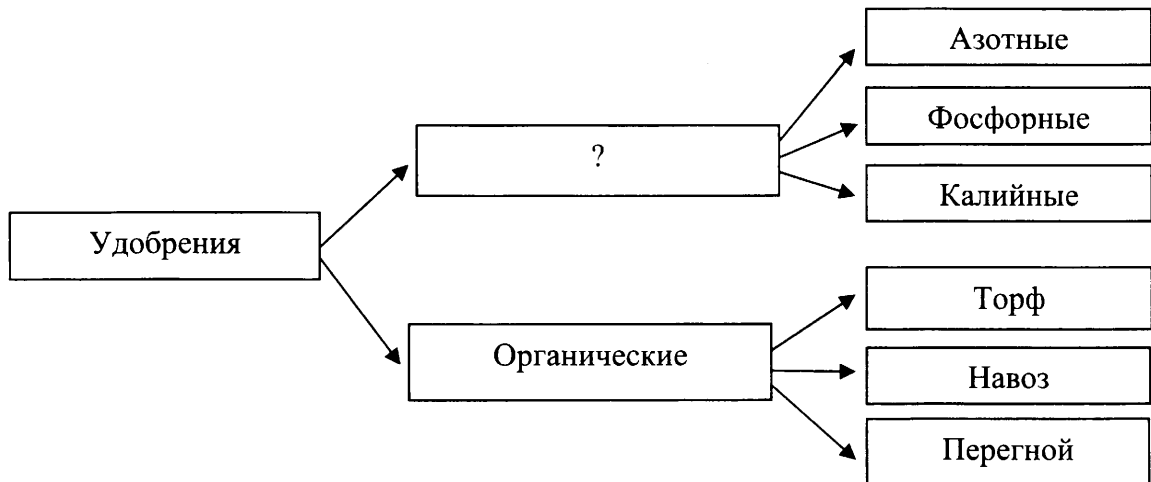 Азотные
Фосфорные
?
Калийные
Удобрения
Торф
Органические
Навоз
Перегной